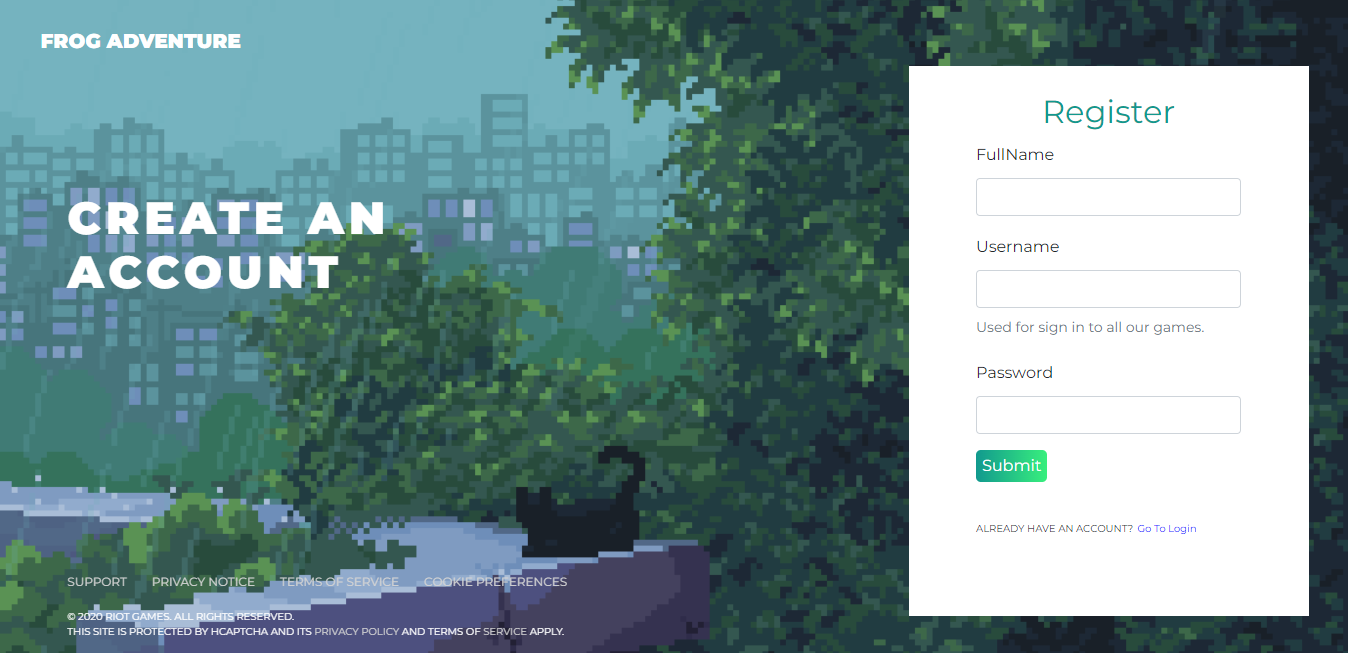 FROG ADVENTURE
CREATE AN
ACCOUNT
SUPPORT PRIVACY NOTICE TERMS OF SERVICE COOKIE PREFERENCES
© 2020 RIOT GAMES. ALL RIGHTS RESERVED.
THIS SITE IS PROTECTED BY HCAPTCHA AND ITS PRIVACY POLICY AND TERMS OF SERVICE APPLY.
Register
FullName
Username
Used for sign in to all our games.
Password
Submit
ALREADY HAVE AN ACCOUNT? Go To Login